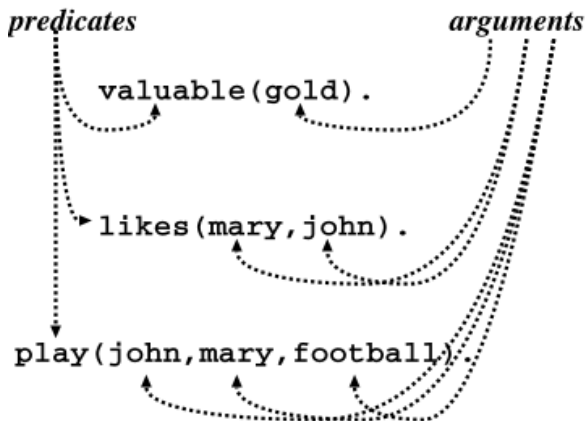 predicates arguments
valuable(gold).
likes(mary,john).
play(john,mary,football).